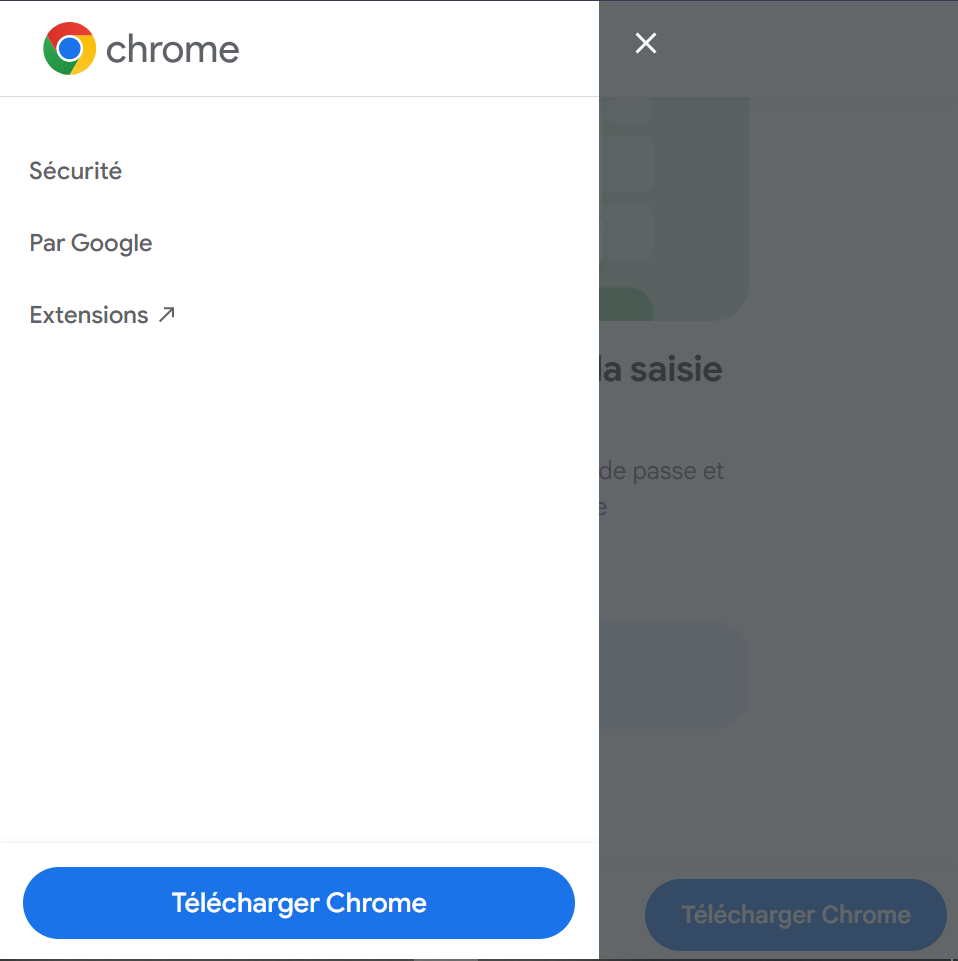 chrome
Sécurité
Par Google
Extensions
la saisie
de passe et
e
Télécharger Chrome
Télécharger Chrome